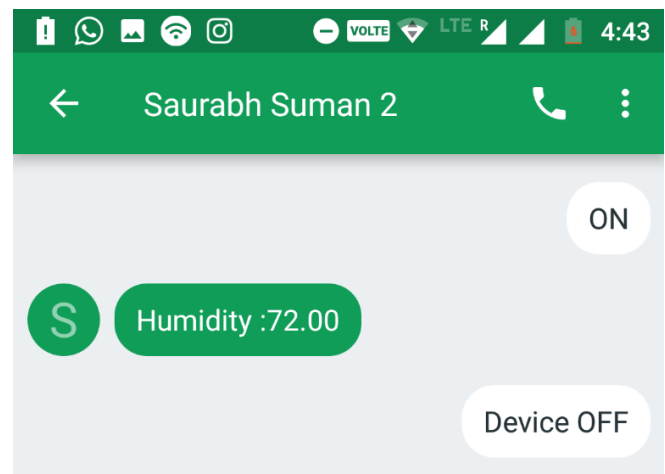 VOLTE LTE R 4:43
Saurabh Suman 2
ON
S Humidity :72.00
Device OFF